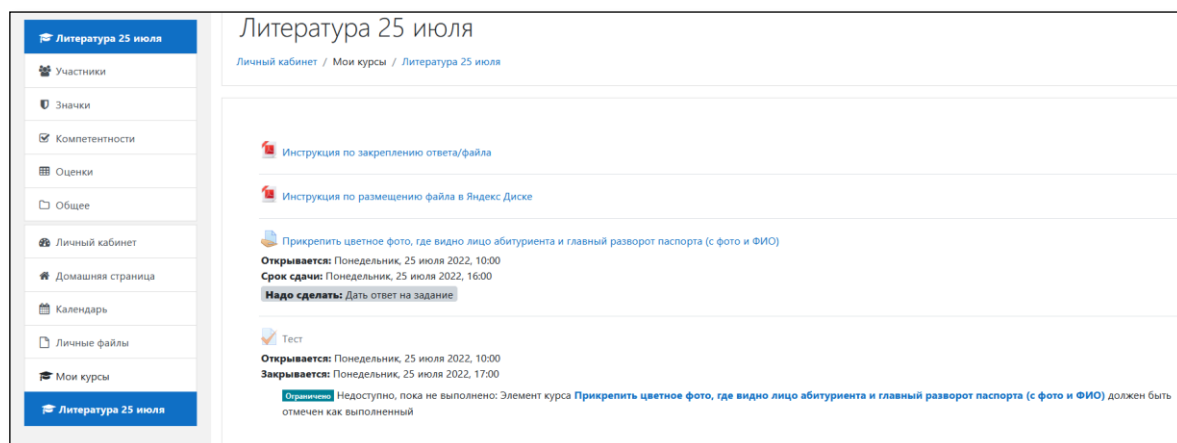 Литература 25 июля
Участники
Значки
Компетентности
Оценки
Общее
Личный кабинет
Домашняя страница
Календарь
Личные файлы
Мои курсы
Литература 25 июля
Литература 25 июля
Личный кабинет / Мои курсы / Литература 25 июля
Инструкция по закреплению ответа/файла
Инструкция по размещению файла в Яндекс Диске
Прикрепить цветное фото, где видно лицо абитуриента и главный разворот паспорта (с фото и ФИО)
Открывается: Понедельник, 25 июля 2022, 10:00
Срок сдачи: Понедельник, 25 июля 2022, 16:00
Надо сделать: Дать ответ на задание
Тест
Открывается: Понедельник, 25 июля 2022, 10:00
Закрывается: Понедельник, 25 июля 2022, 17:00
Ограничено Недоступно, пока не выполнено: Элемент курса Прикрепить цветное фото, где видно лицо абитуриента и главный разворот паспорта (с фото и ФИО) должен быть
отмечен как выполненный